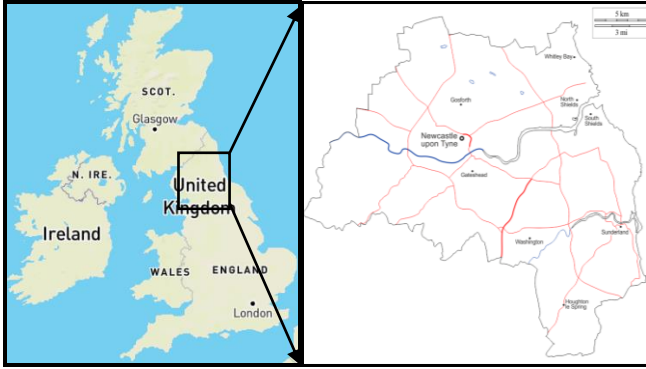 SCOT.
Glasgow
N. IRE.
United
Kingdom
Ireland
WALES
ENGLAND
London
5 km
3 mi
Whitley Bay
Gosforth
North
Shields
South
Shields
Newcastle
upon Tyne
Gateshead
Washington
Sunderland
Houghton
le Spring